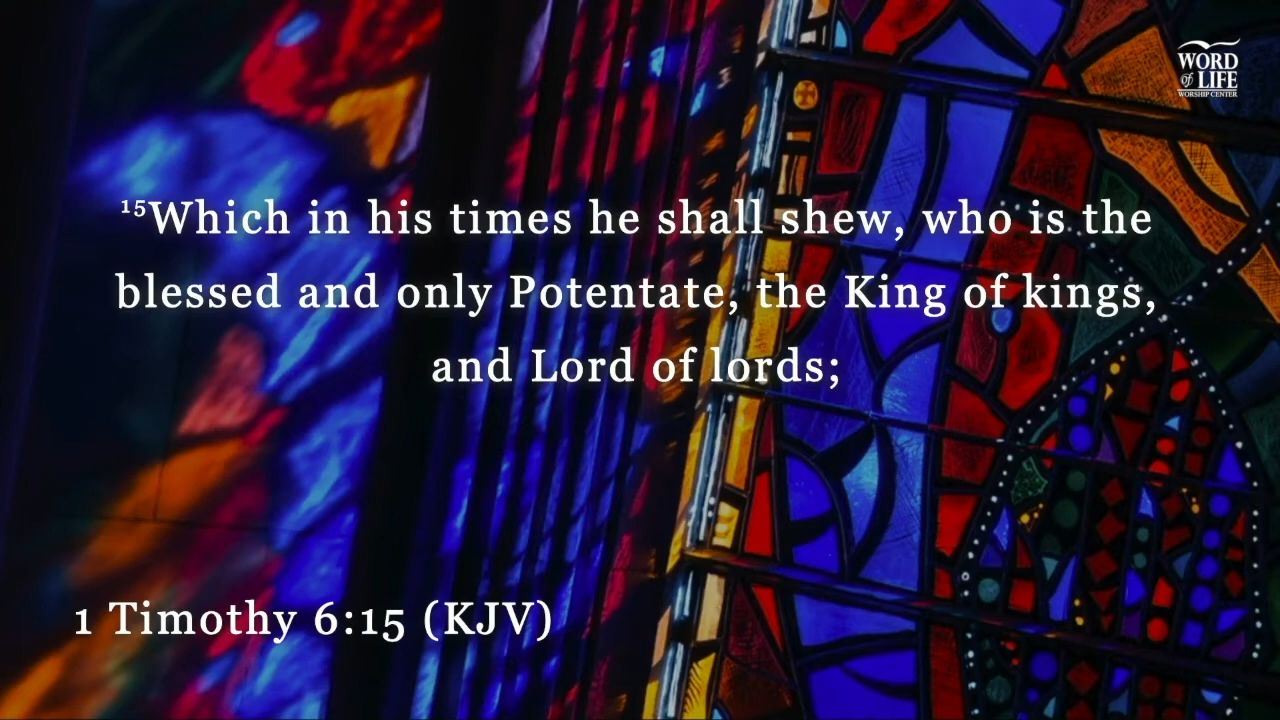 WORD
of LIFE
WORSHIP CENTER
¹⁵Which in his times he shall shew, who is the
blessed and only Potentate, the King of kings,
and Lord of lords;
1 Timothy 6:15 (KJV)